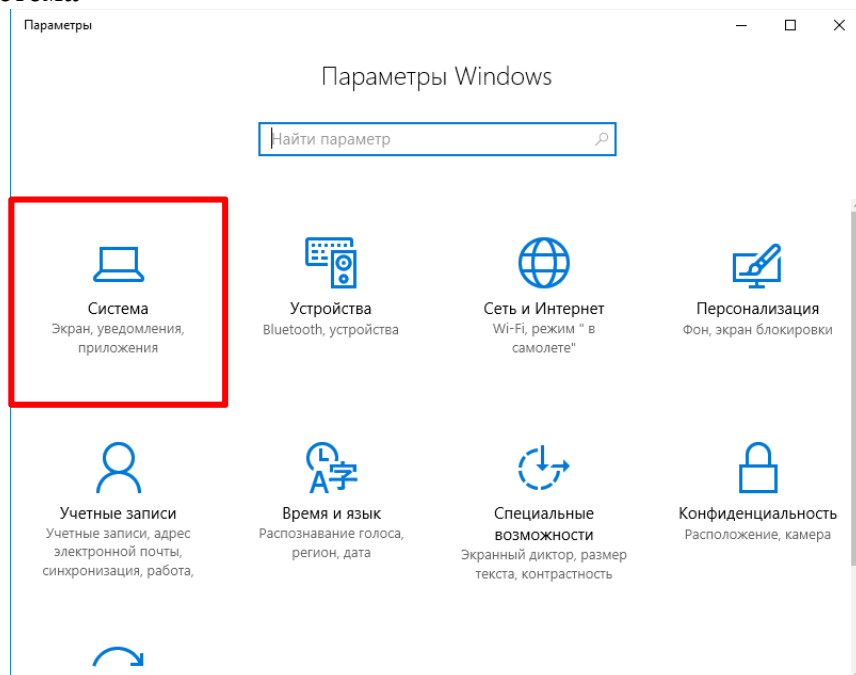 Параметры
Параметры Windows
Найти параметр
Система
Экран, уведомления,
приложения
Устройства
Bluetooth, устройства
Сеть и Интернет
Wi-Fi, режим " в
самолете"
Персонализация
Фон, экран блокировки
Учетные записи
Учетные записи, адрес
электронной почты,
синхронизация, работа,
Время и язык
Распознавание голоса,
регион, дата
Специальные
возможности
Экранный диктор, размер
текста, контрастность
Конфиденциальность
Расположение, камера